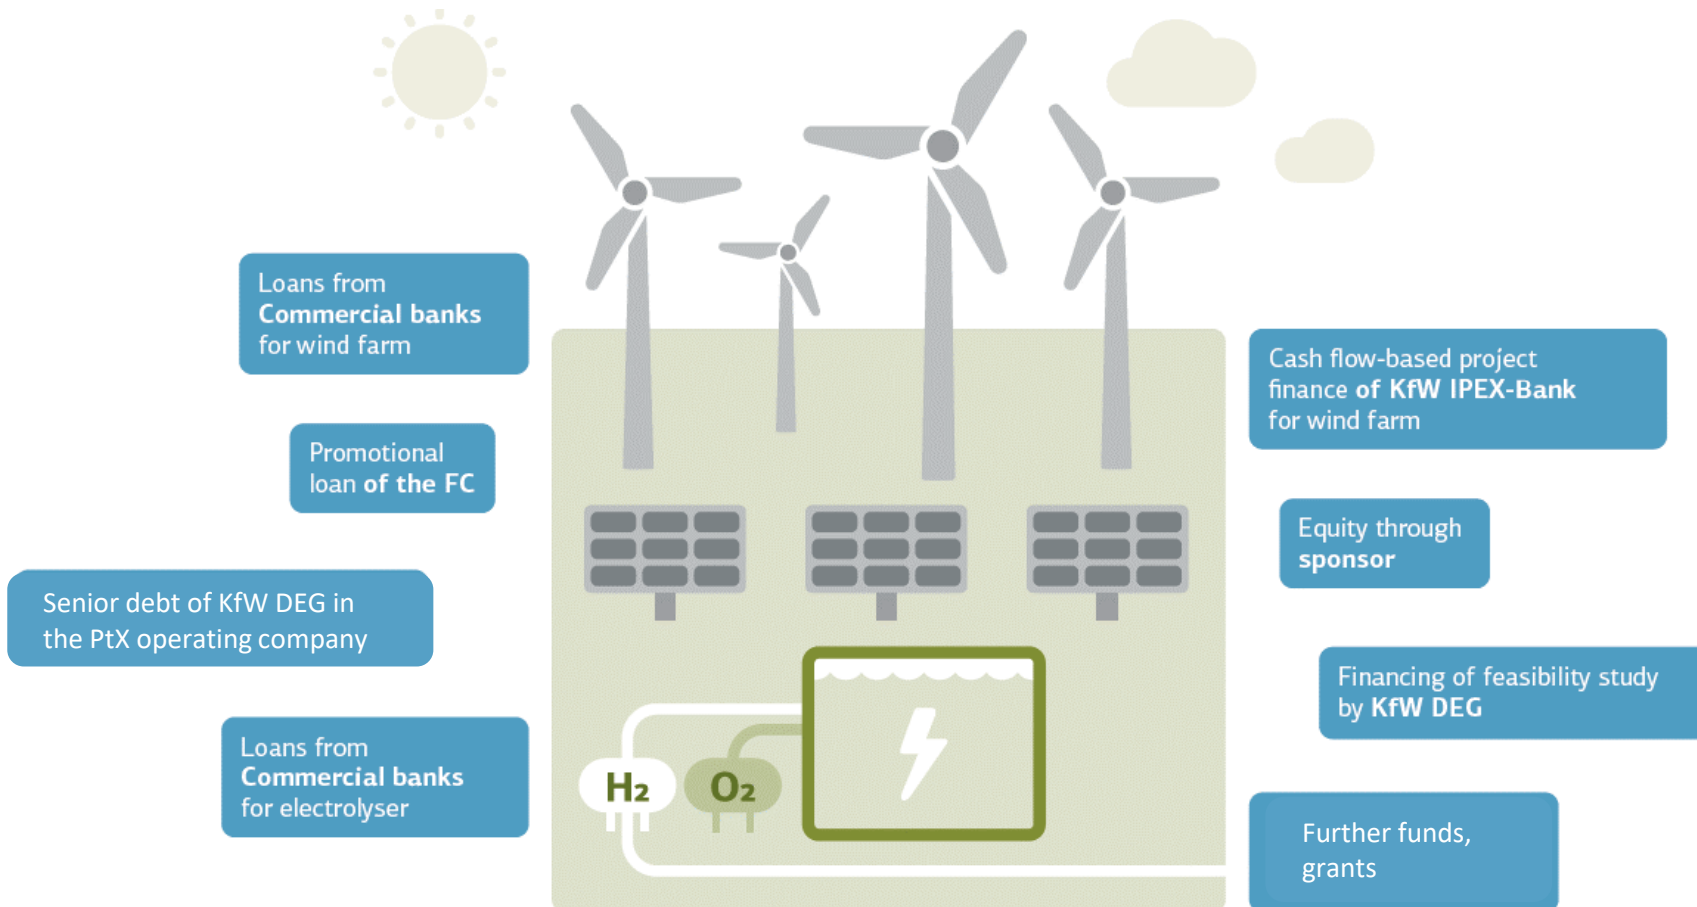 Loans from
Commercial banks
for wind farm
Promotional
loan of the FC
Senior debt of KfW DEG in
the PtX operating company
Loans from
Commercial banks
for electrolyser
H₂
O₂
Cash flow-based project
finance of KfW IPEX-Bank
for wind farm
Equity through
sponsor
Financing of feasibility study
by KfW DEG
Further funds,
grants